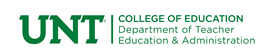 UNT
COLLEGE OF EDUCATION
Department of Teacher
Education & Administration